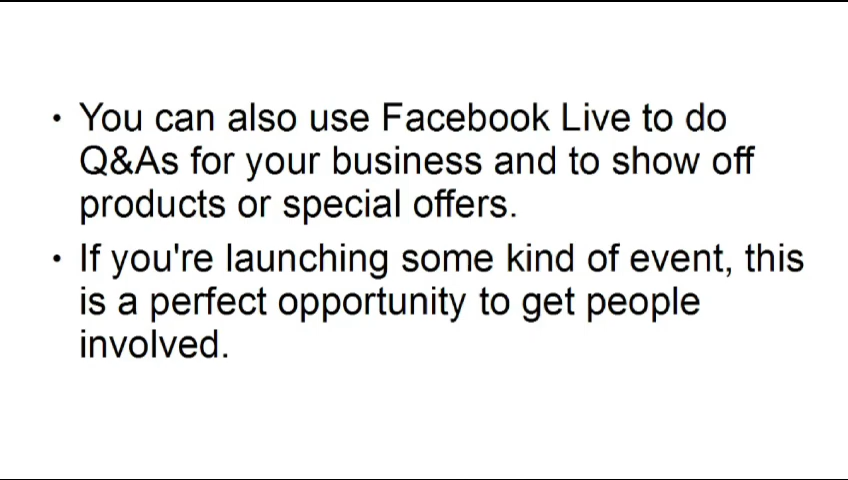 • You can also use Facebook Live to do
Q&As for your business and to show off
products or special offers.
• If you're launching some kind of event, this
is a perfect opportunity to get people
involved.